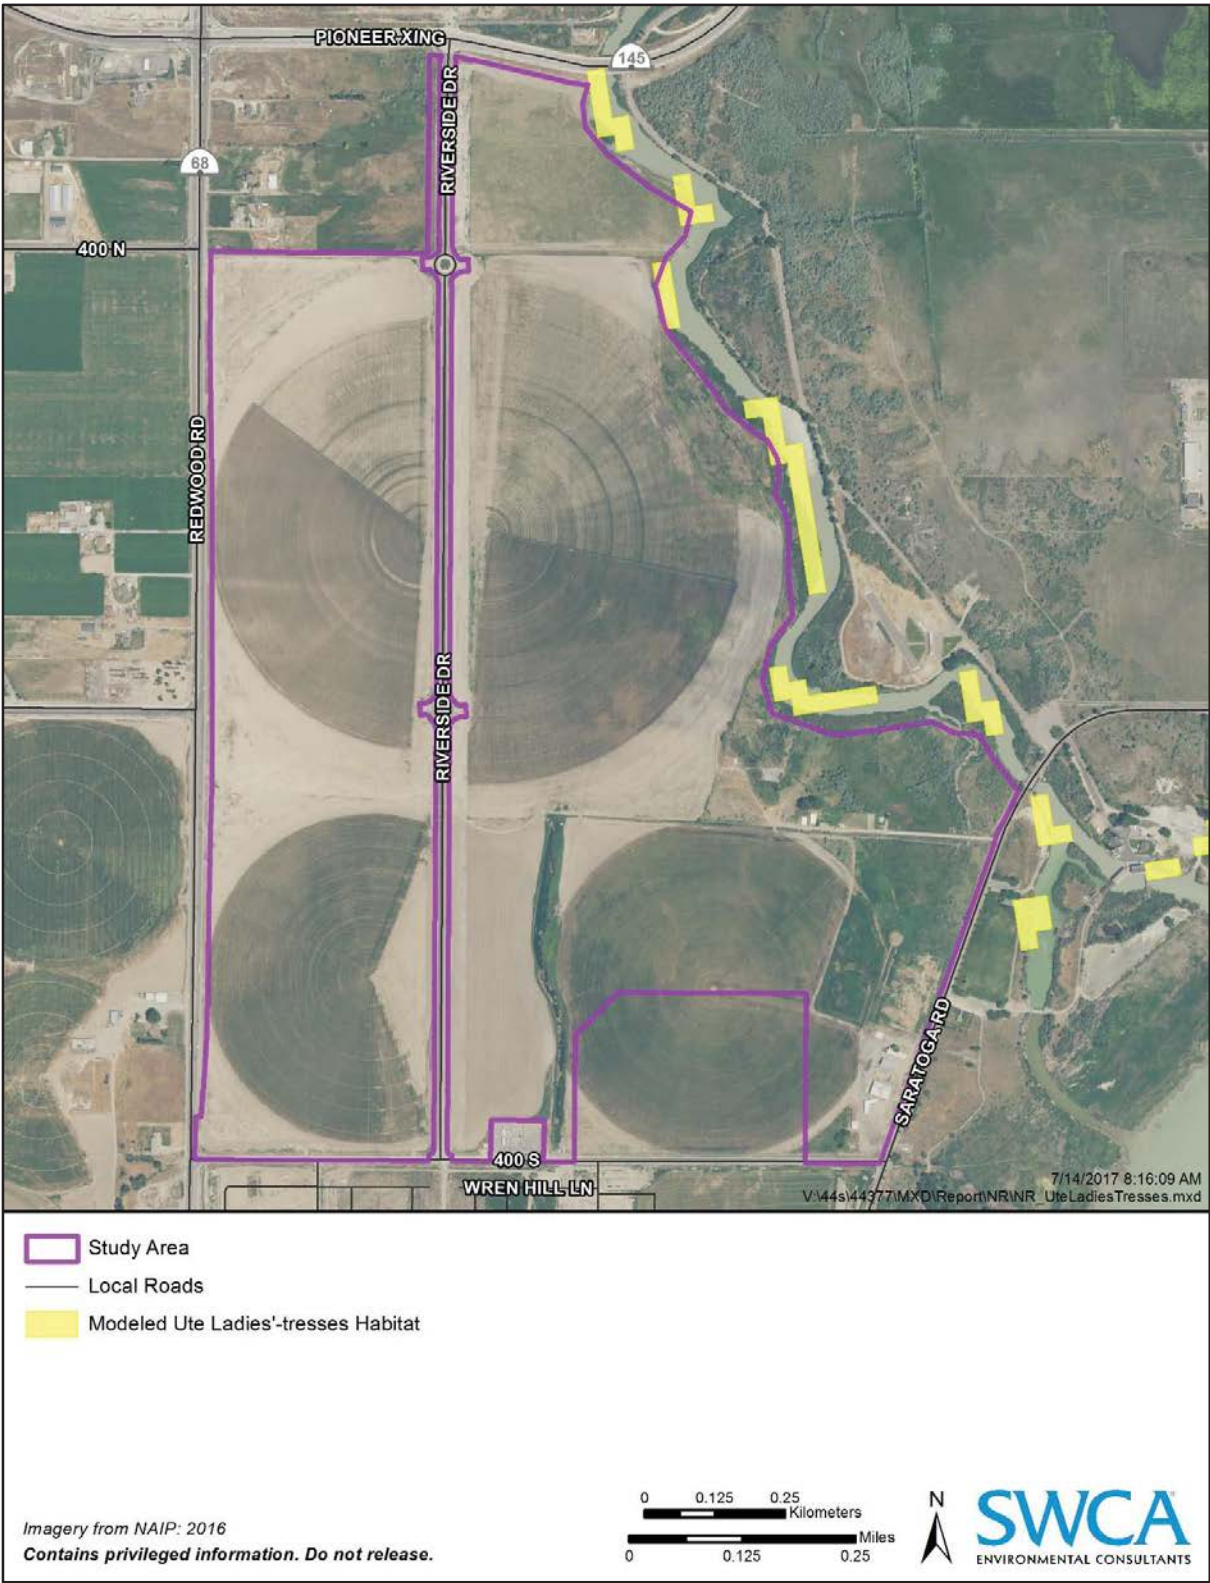 PIONEER XING
145
RIVERSIDE DR
68
400 N
REDWOOD RD
RIVERSIDE DR
SARATOGA RD
400 S
WREN HILL LN
7/14/2017 8:16:09 AM
V:\44s\44377\MXD\Report\NR\NR_UteLadiesTresses.mxd
Study Area
Local Roads
Modeled Ute Ladies'-tresses Habitat
0 0.125 0.25
Kilometers
Miles
0 0.125 0.25
N
SWCA
ENVIRONMENTAL CONSULTANTS
Imagery from NAIP: 2016
Contains privileged information. Do not release.